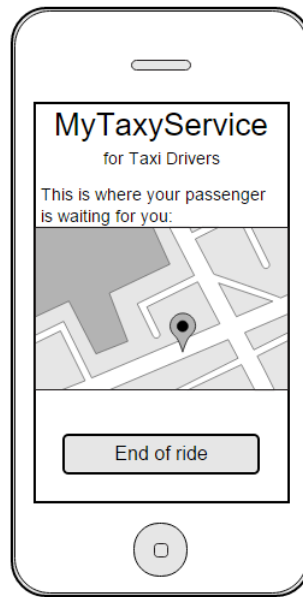 MyTaxyService
for Taxi Drivers
This is where your passenger
is waiting for you:
End of ride